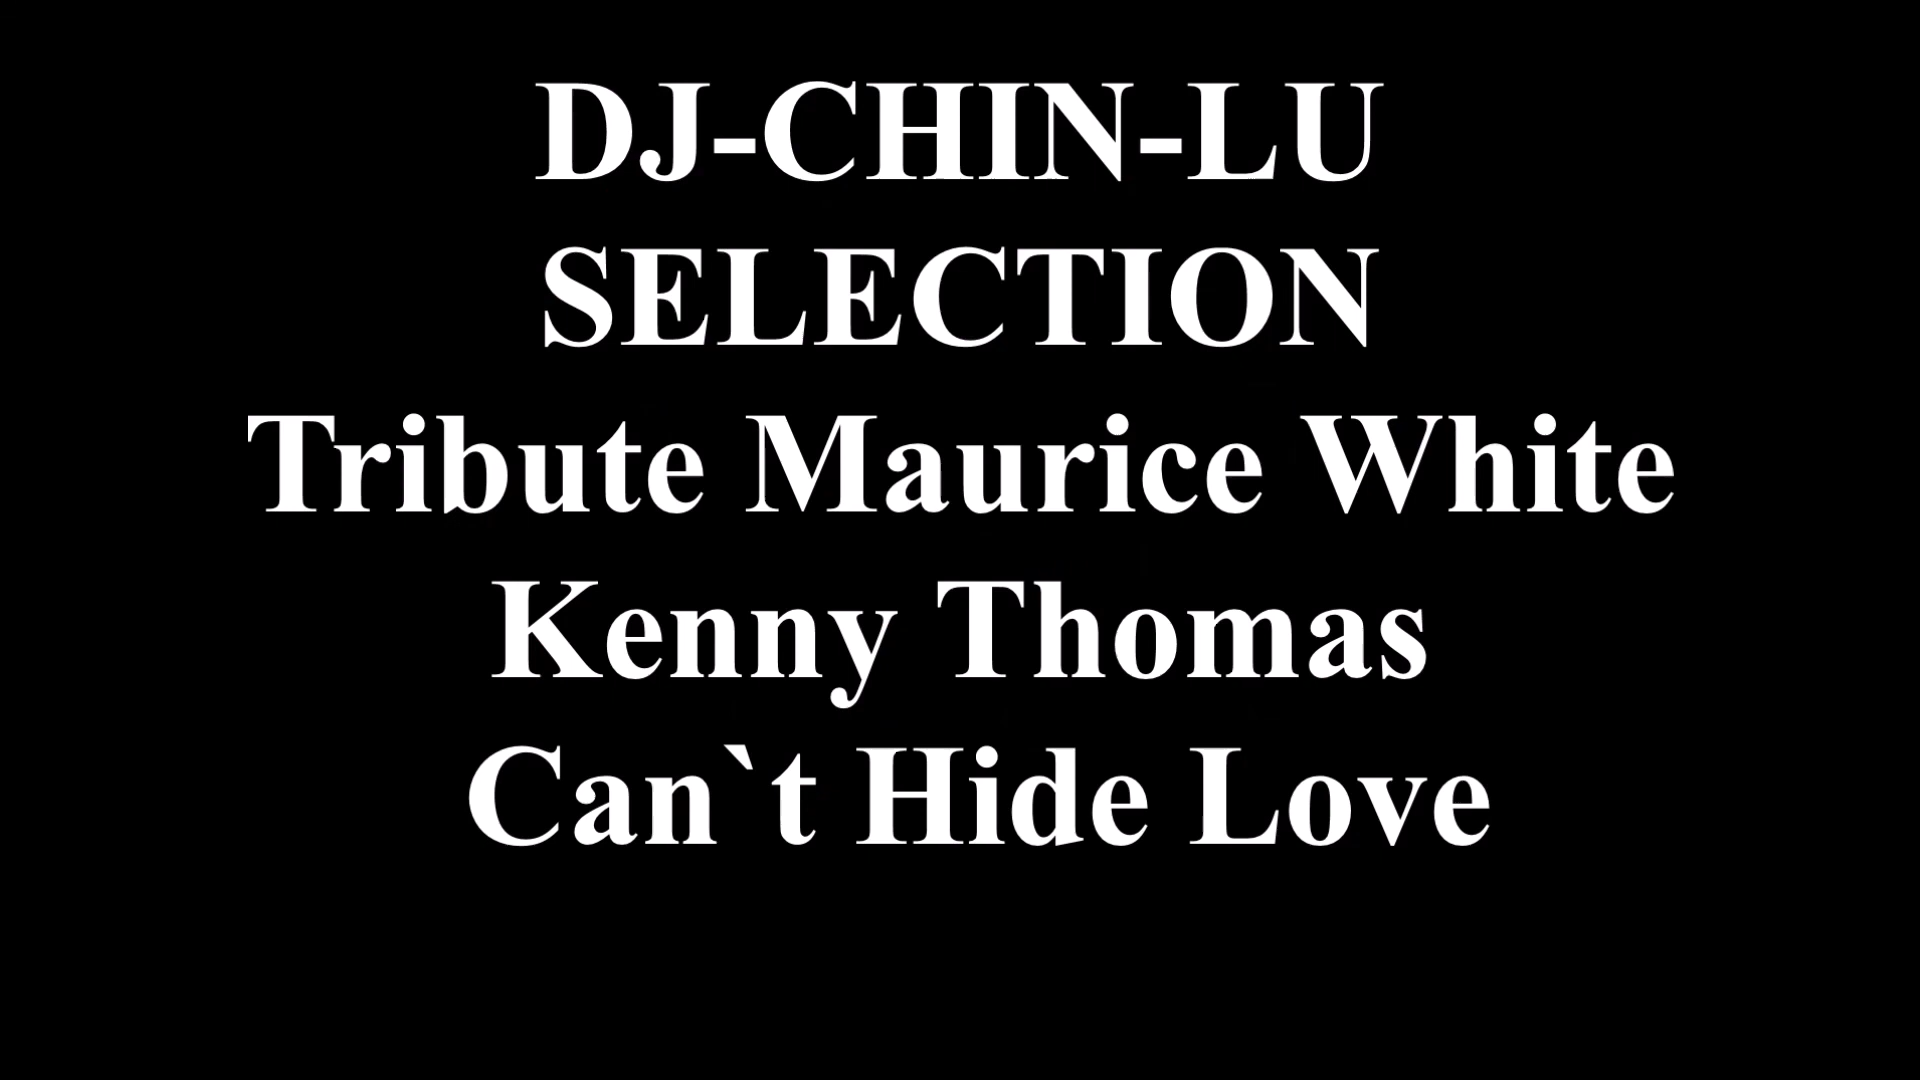 DJ-CHIN-LU
SELECTION
Tribute Maurice White
Kenny Thomas
Can`t Hide Love